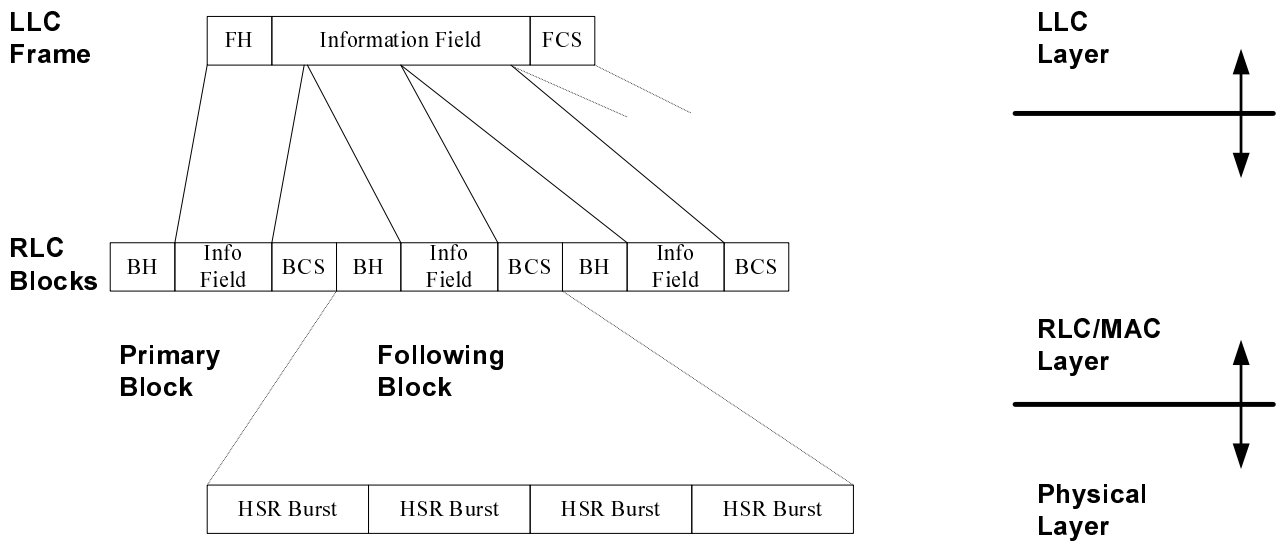 LLC
Frame
FH
Information Field
FCS
LLC
Layer
RLC
Blocks
BH
Info
Field
BCS
BH
Info
Field
BCS
BH
Info
Field
BCS
Primary
Block
Following
Block
RLC/MAC
Layer
HSR Burst
HSR Burst
HSR Burst
HSR Burst
Physical
Layer